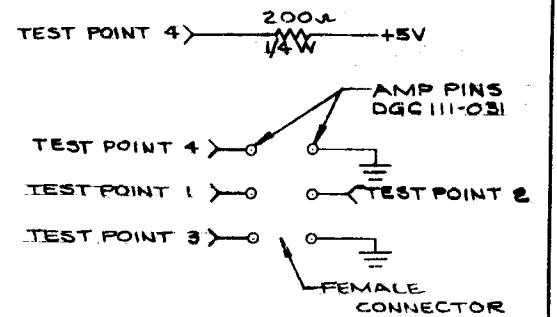 200Ω
TEST POINT 4 +5V
1/4 W
AMP PINS
DGC 111-031
TEST POINT 4
TEST POINT 1 TEST POINT 2
TEST POINT 3
FEMALE
CONNECTOR